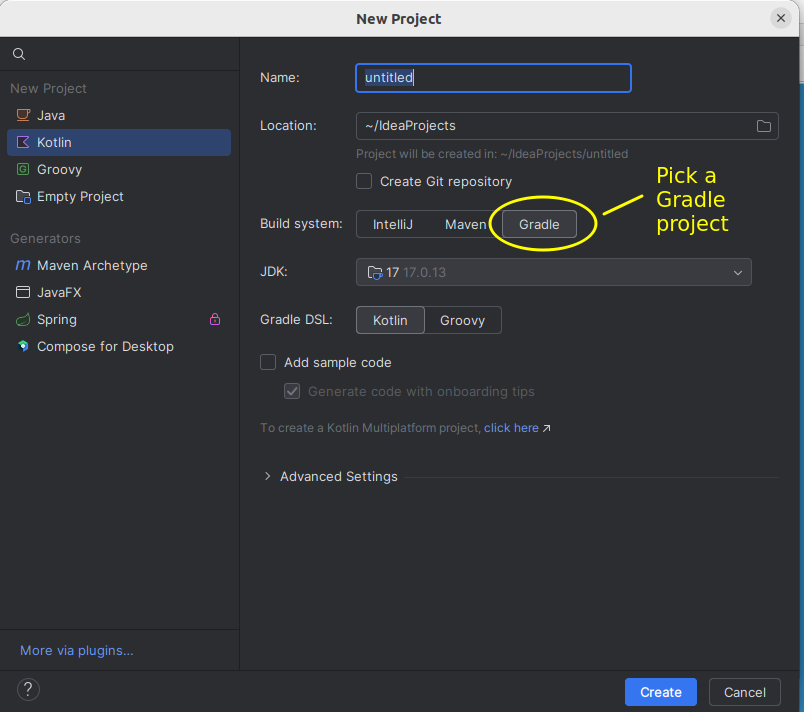 New Project
New Project
Java
Kotlin
Groovy
Empty Project
Generators
Maven Archetype
JavaFX
Spring
Compose for Desktop
More via plugins...
Name:
untitled
Location:
~/IdeaProjects
Project will be created in: ~/IdeaProjects/untitled
Create Git repository
Build system:
IntelliJ Maven Gradle
Pick a
Gradle
project
JDK:
17 17.0.13
Gradle DSL:
Kotlin Groovy
Add sample code
Generate code with onboarding tips
To create a Kotlin Multiplatform project, click here ↗
Advanced Settings
?
Create
Cancel